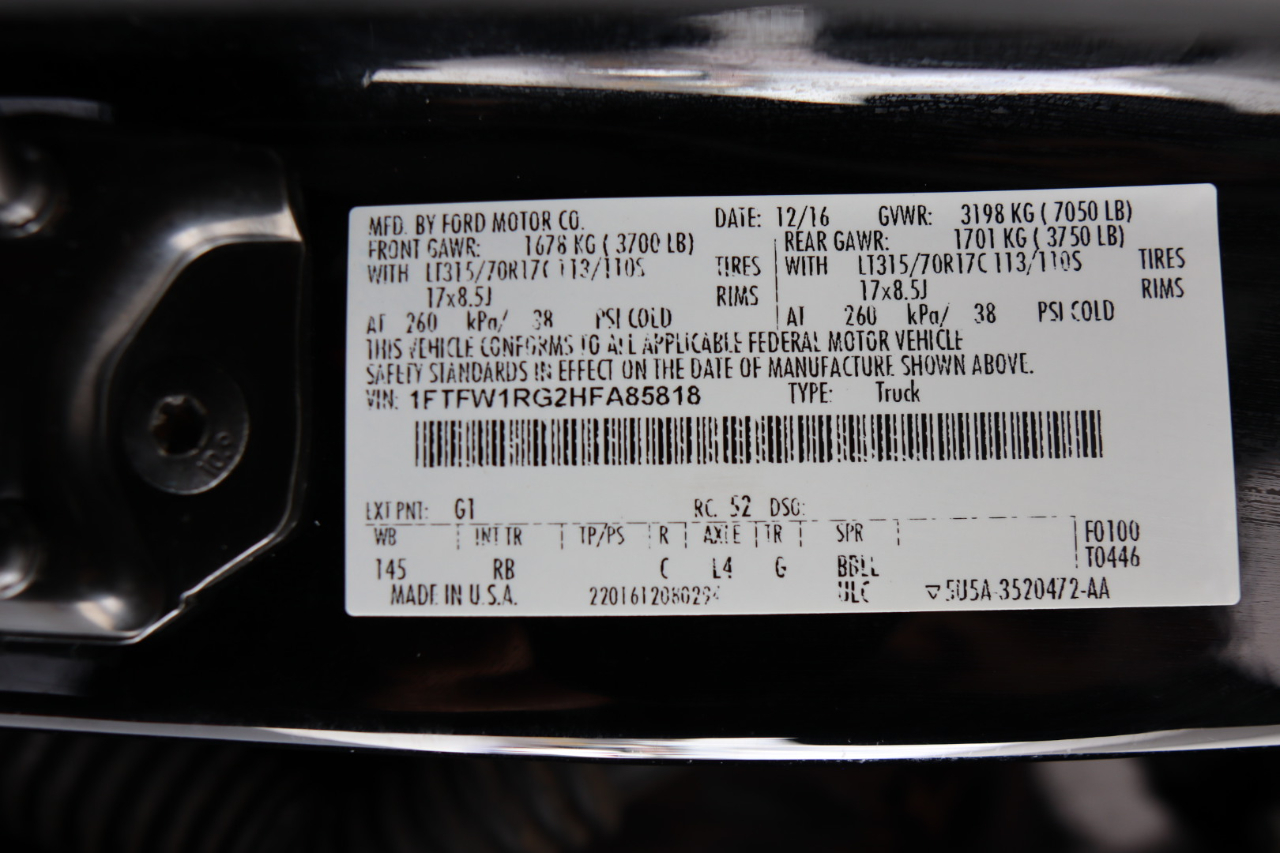 MFD. BY FORD MOTOR CO. DATE: 12/16 GVWR: 3198 KG ( 7050 LB)
FRONT GAWR: 1678 KG ( 3700 LB) REAR GAWR: 1701 KG ( 3750 LB)
WITH LT315/70R17C 113/110S TIRES WITH LT315/70R17C 113/110S TIRES
17x8.5J RIMS 17x8.5J RIMS
AT 260 kPa/ 38 PSI COLD AT 260 kPa/ 38 PSI COLD
THIS VEHICLE CONFORMS TO ALL APPLICABLE FEDERAL MOTOR VEHICLE
SAFETY STANDARDS IN EFFECT ON THE DATE OF MANUFACTURE SHOWN ABOVE.
VIN: 1FTFW1RG2HFA85818 TYPE: Truck
EXT PNT: G1 RC: 52 DSO:
WB INT TR TP/PS R AXLE TR SPR F0100
145 RB C L4 G BBLL T0446
MADE IN U.S.A. ULC ▽5U5A-3520472-AA
109